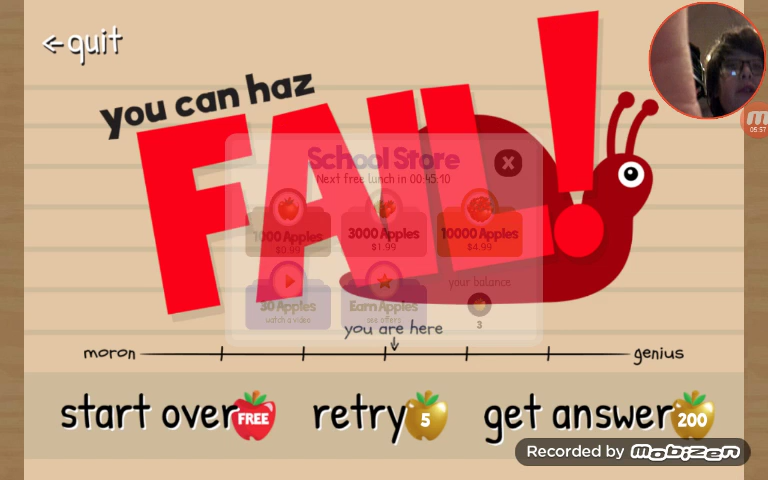 ←quit
you can haz
FAIL!
School Store
Next free lunch in 00:45:10
1000 Apples
3000 Apples
10000 Apples
$0.99
$1.99
$4.99
30 Apples
Earn Apples
your balance
watch a video
see offers
3
you are here
moron
genius
start over FREE
retry 5
get answer 200
05:57
Recorded by mobizen